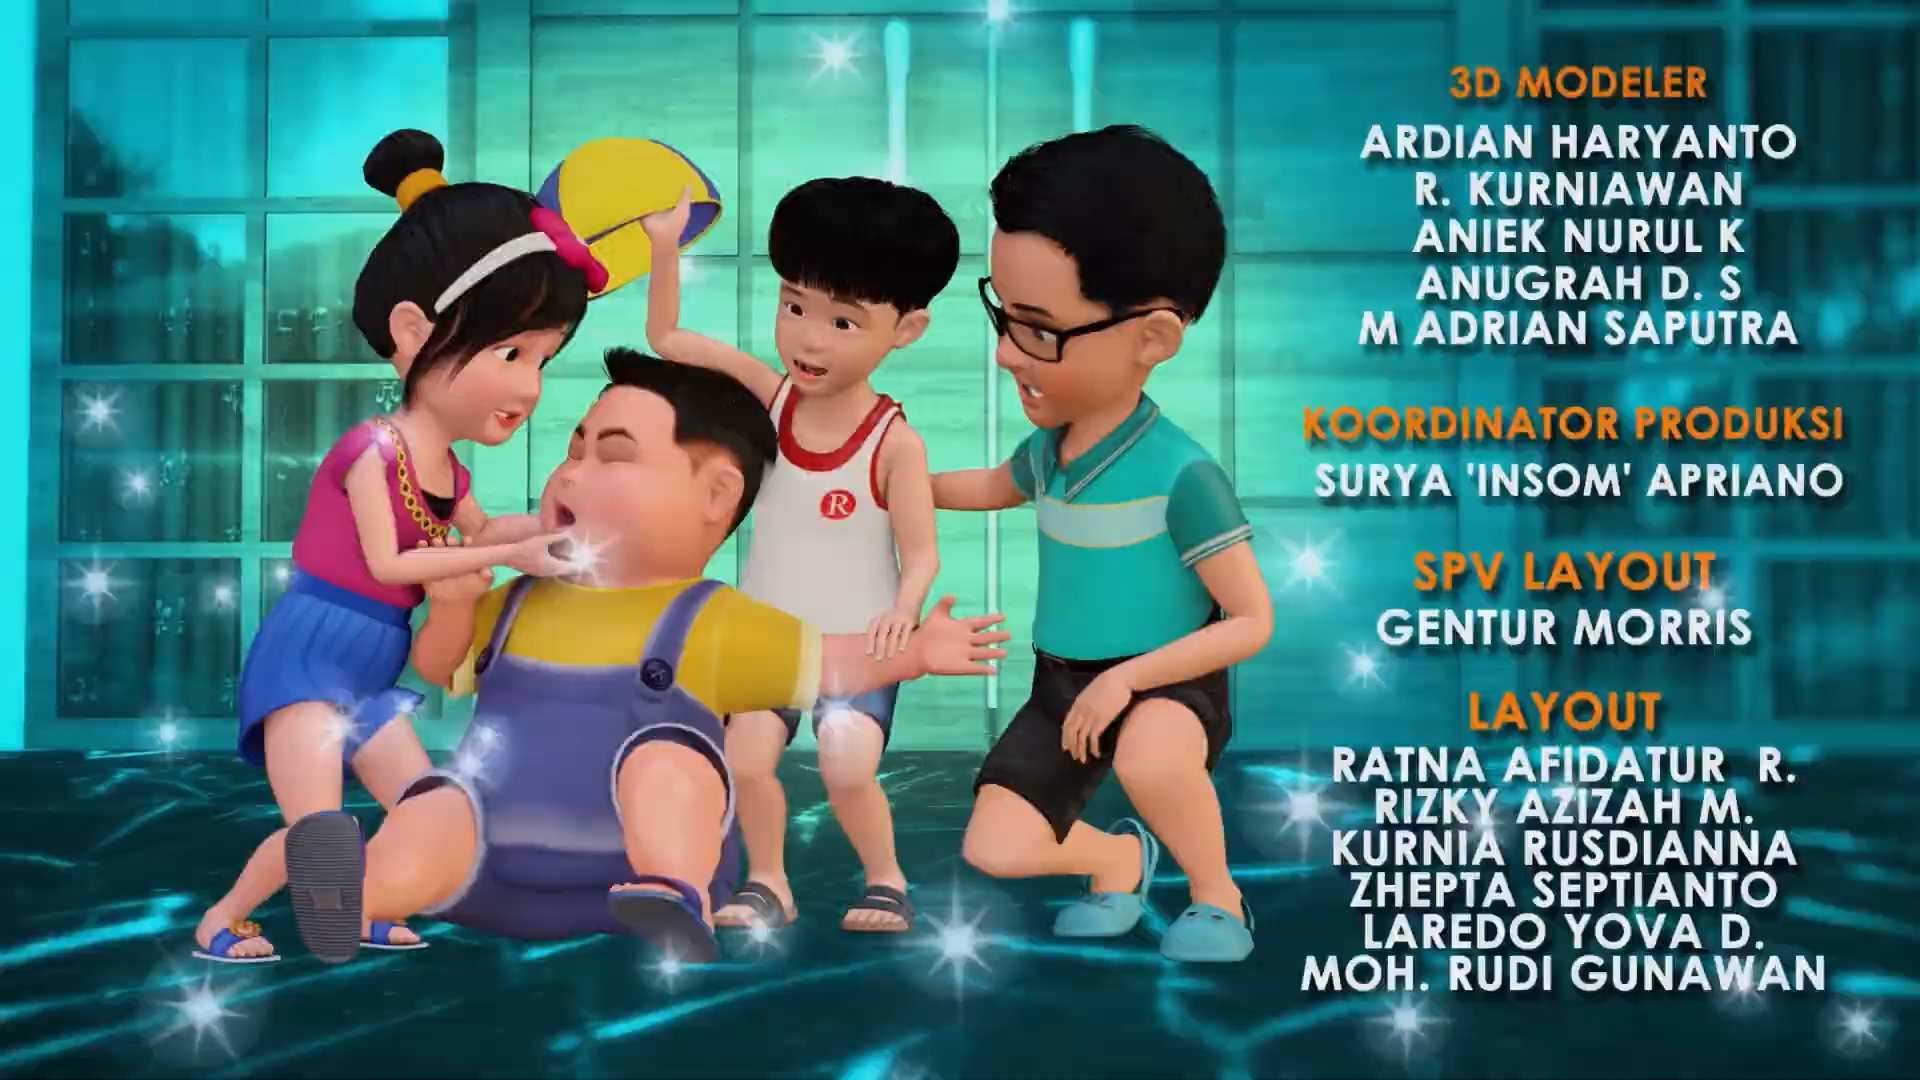 3D MODELER
ARDIAN HARYANTO
R. KURNIAWAN
ANIEK NURUL K
ANUGRAH D. S
M ADRIAN SAPUTRA
KOORDINATOR PRODUKSI
SURYA 'INSOM' APRIANO
SPV LAYOUT
GENTUR MORRIS
LAYOUT
RATNA AFIDATUR R.
RIZKY AZIZAH M.
KURNIA RUSDIANNA
ZHEPTA SEPTIANTO
LAREDO YOVA D.
MOH. RUDI GUNAWAN
R